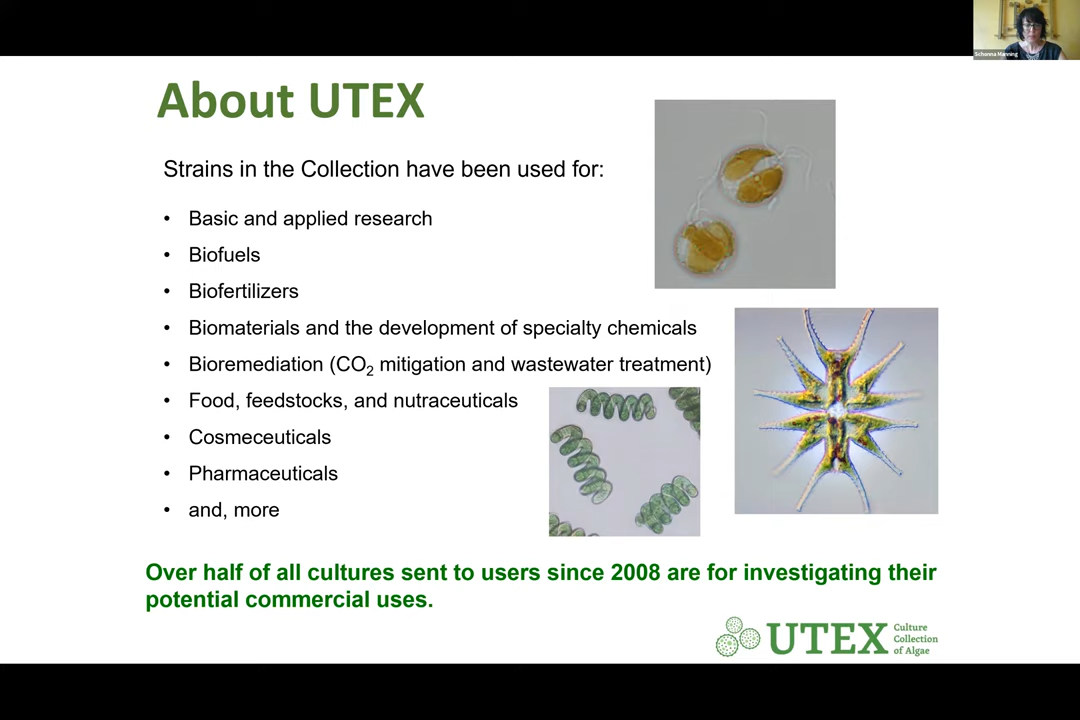 Schonna Manning
About UTEX
Strains in the Collection have been used for:
• Basic and applied research
• Biofuels
• Biofertilizers
• Biomaterials and the development of specialty chemicals
• Bioremediation (CO₂ mitigation and wastewater treatment)
• Food, feedstocks, and nutraceuticals
• Cosmeceuticals
• Pharmaceuticals
• and, more
Over half of all cultures sent to users since 2008 are for investigating their
potential commercial uses.
UTEX
Culture
Collection
of Algae